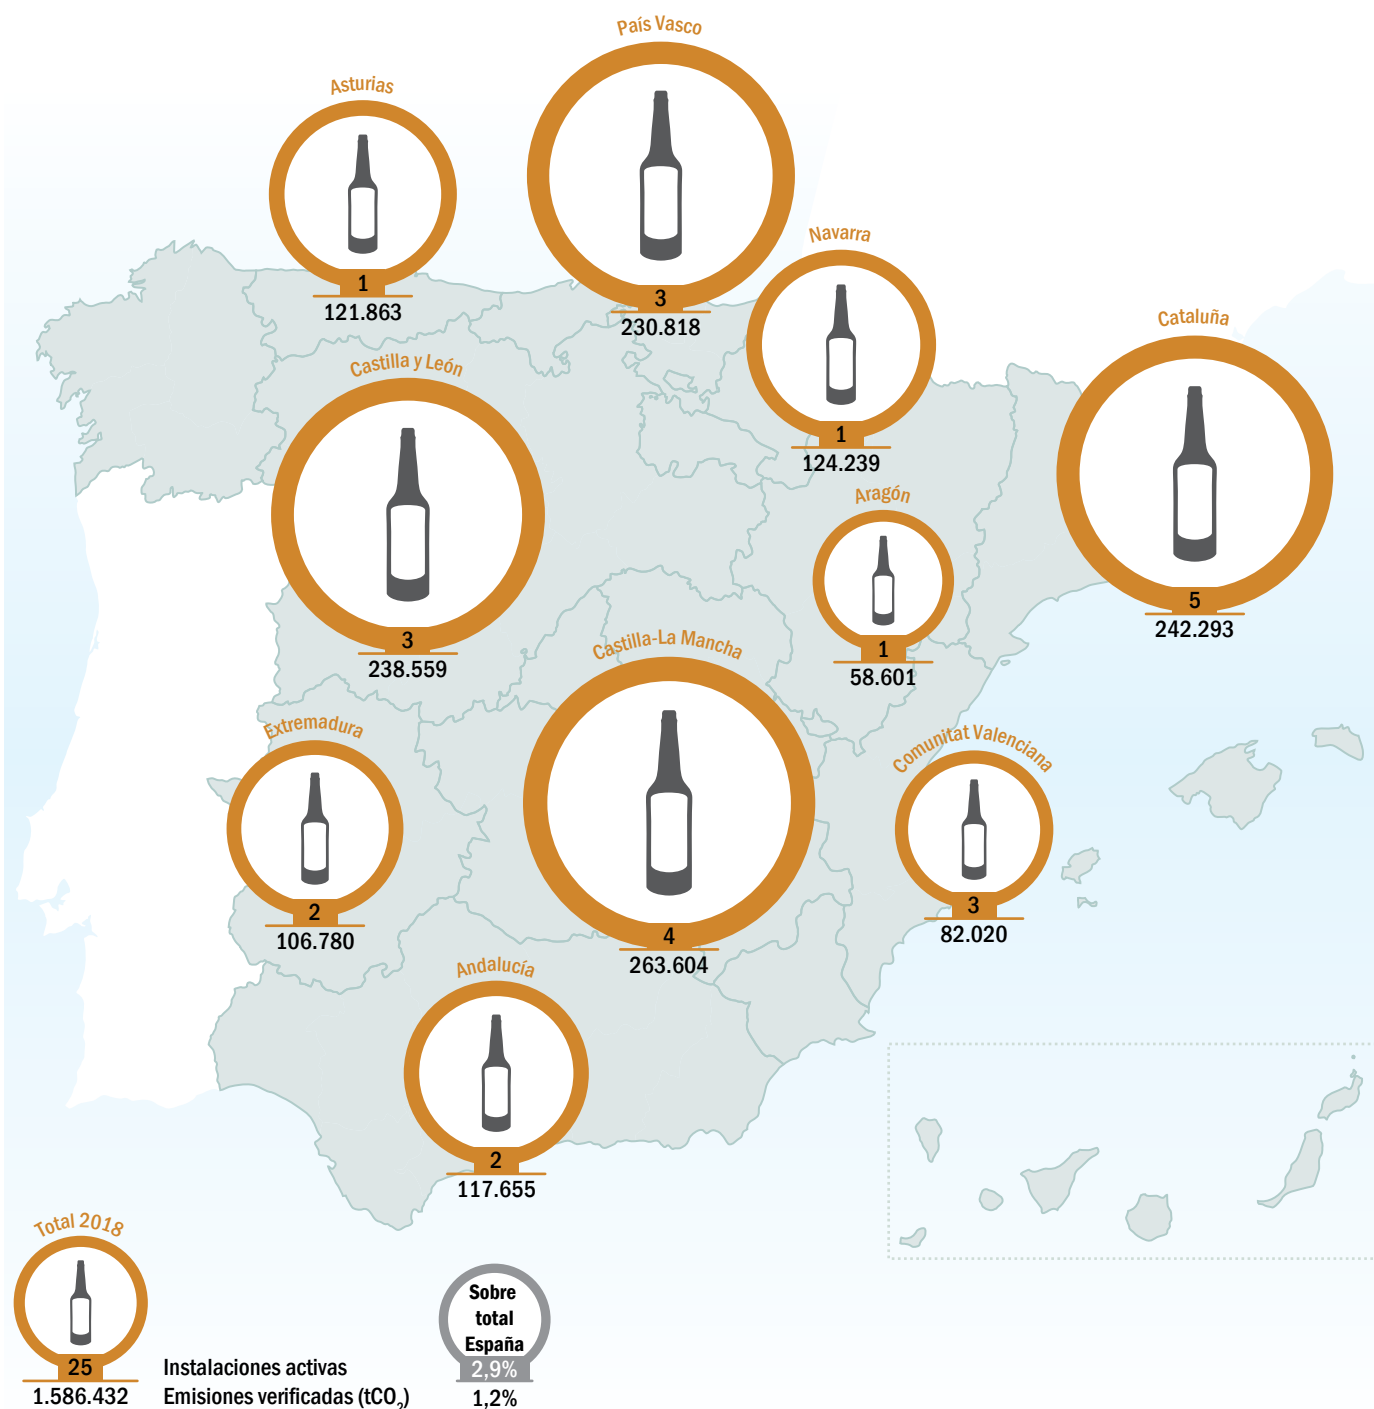 País Vasco
3
230.818
Asturias
1
121.863
Navarra
1
124.239
Cataluña
5
242.293
Castilla y León
3
238.559
Aragón
1
58.601
Castilla-La Mancha
4
263.604
Extremadura
2
106.780
Comunitat Valenciana
3
82.020
Andalucía
2
117.655
Total 2018
25
1.586.432
Instalaciones activas
Emisiones verificadas (tCO₂)
Sobre
total
España
2,9%
1,2%